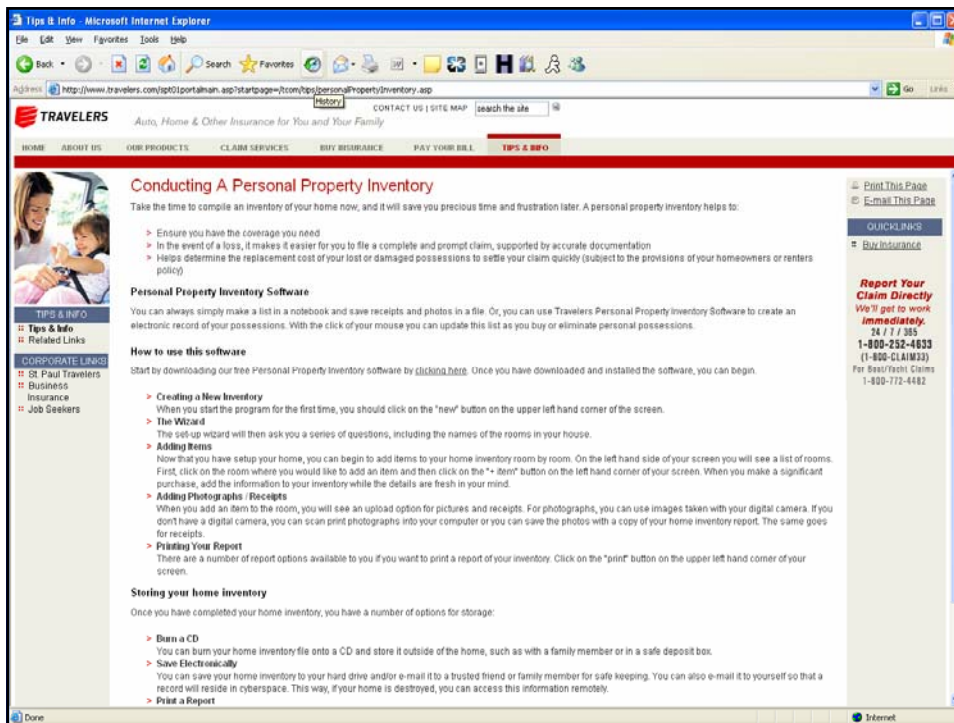 Tips & Info - Microsoft Internet Explorer
File Edit View Favorites Tools Help
Back Search Favorites
Address http://www.travelers.com/spt01portalmain.asp?startpage=/tcom/tips/personalPropertyInventory.asp Go Links
History
CONTACT US | SITE MAP search the site
TRAVELERS Auto, Home & Other Insurance for You and Your Family
HOME ABOUT US OUR PRODUCTS CLAIM SERVICES BUY INSURANCE PAY YOUR BILL TIPS & INFO
Conducting A Personal Property Inventory
Take the time to compile an inventory of your home now, and it will save you precious time and frustration later. A personal property inventory helps to:
> Ensure you have the coverage you need
> In the event of a loss, it makes it easier for you to file a complete and prompt claim, supported by accurate documentation
> Helps determine the replacement cost of your lost or damaged possessions to settle your claim quickly (subject to the provisions of your homeowners or renters
policy)
Personal Property Inventory Software
You can always simply make a list in a notebook and save receipts and photos in a file. Or, you can use Travelers Personal Property Inventory Software to create an
electronic record of your possessions. With the click of your mouse you can update this list as you buy or eliminate personal possessions.
How to use this software
Start by downloading our free Personal Property Inventory software by clicking here. Once you have downloaded and installed the software, you can begin.
> Creating a New Inventory
When you start the program for the first time, you should click on the "new" button on the upper left hand corner of the screen.
> The Wizard
The set-up wizard will then ask you a series of questions, including the names of the rooms in your house.
> Adding Items
Now that you have setup your home, you can begin to add items to your home inventory room by room. On the left hand side of your screen you will see a list of rooms.
First, click on the room where you would like to add an item and then click on the "+ item" button on the left hand corner of your screen. When you make a significant
purchase, add the information to your inventory while the details are fresh in your mind.
> Adding Photographs / Receipts
When you add an item to the room, you will see an upload option for pictures and receipts. For photographs, you can use images taken with your digital camera. If you
don't have a digital camera, you can scan print photographs into your computer or you can save the photos with a copy of your home inventory report. The same goes
for receipts.
> Printing Your Report
There are a number of report options available to you if you want to print a report of your inventory. Click on the "print" button on the upper left hand corner of your
screen.
Storing your home inventory
Once you have completed your home inventory, you have a number of options for storage:
> Burn a CD
You can burn your home inventory file onto a CD and store it outside of the home, such as with a family member or in a safe deposit box.
> Save Electronically
You can save your home inventory to your hard drive and/or e-mail it to a trusted friend or family member for safe keeping. You can also e-mail it to yourself so that a
record will reside in cyberspace. This way, if your home is destroyed, you can access this information remotely.
> Print a Report
TIPS & INFO
Tips & Info
Related Links
CORPORATE LINKS
St. Paul Travelers
Business
Insurance
Job Seekers
Print This Page
E-mail This Page
QUICKLINKS
Buy Insurance
Report Your
Claim Directly
We'll get to work
immediately.
24 / 7 / 365
1-800-252-4633
(1-800-CLAIM33)
For Boat/Yacht Claims
1-800-772-4482
Done Internet